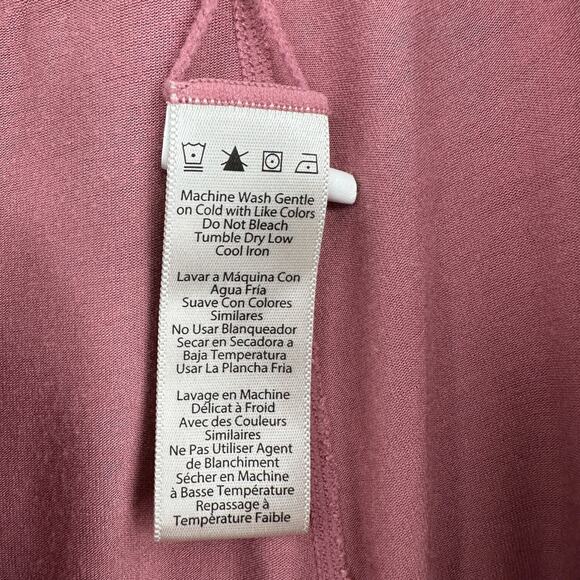 Machine Wash Gentle
on Cold with Like Colors
Do Not Bleach
Tumble Dry Low
Cool Iron
Lavar a Máquina Con
Agua Fría
Suave Con Colores
Similares
No Usar Blanqueador
Secar en Secadora a
Baja Temperatura
Usar La Plancha Fria
Lavage en Machine
Délicat à Froid
Avec des Couleurs
Similaires
Ne Pas Utiliser Agent
de Blanchiment
Sécher en Machine
à Basse Température
Repassage à
Température Faible